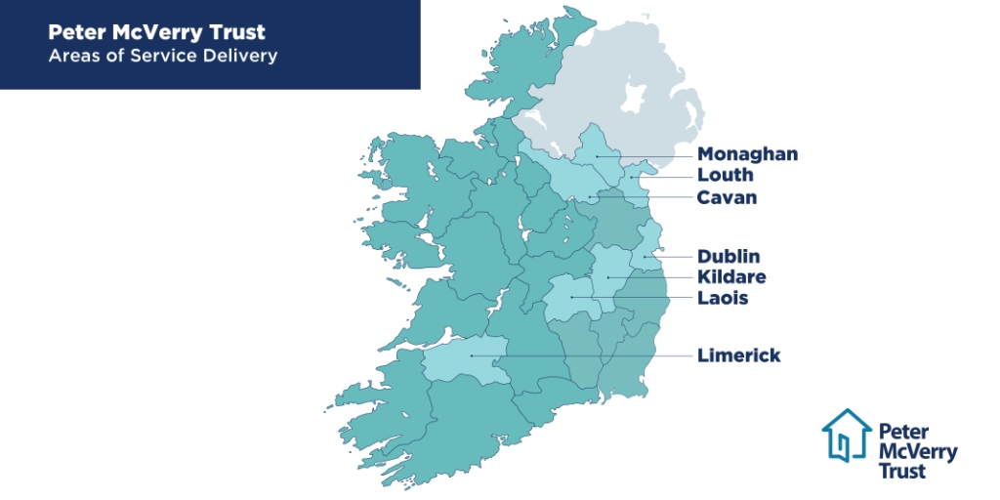 Peter McVerry Trust
Areas of Service Delivery
Monaghan
Louth
Cavan
Dublin
Kildare
Laois
Limerick
Peter
McVerry
Trust